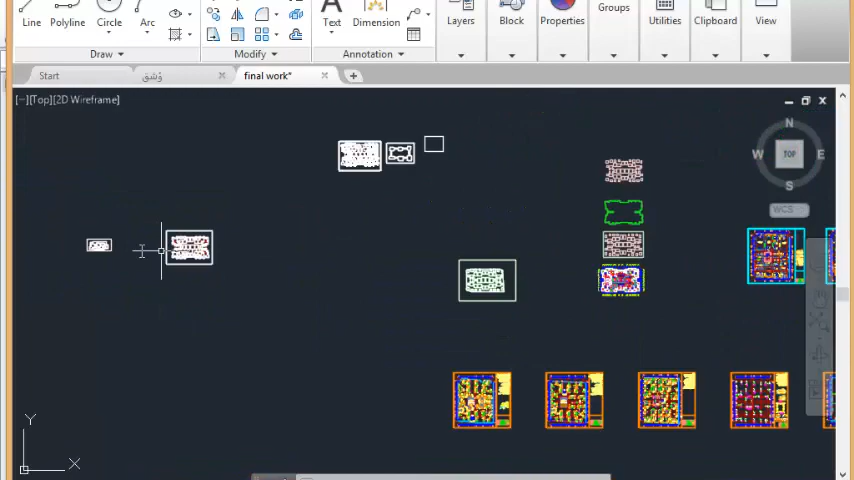 Line Polyline Circle Arc Text Dimension Layers Block Properties Groups Utilities Clipboard View
Draw Modify Annotation
Start وُشق final work*
[−][Top][2D Wireframe]
N
W TOP E
S
WCS
Y
X